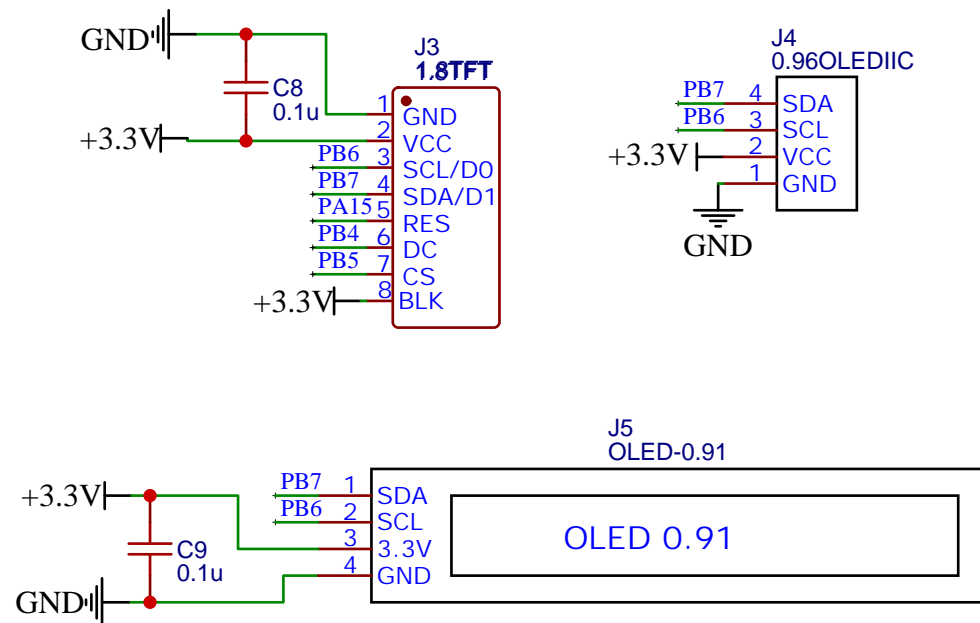 GND
C8
0.1u
+3.3V
J3
1.8TFT
1 GND
2 VCC
PB6 3 SCL/D0
PB7 4 SDA/D1
PA15 5 RES
PB4 6 DC
PB5 7 CS
+3.3V 8 BLK
J4
0.96OLEDIIC
PB7 4 SDA
PB6 3 SCL
+3.3V 2 VCC
1 GND
GND
J5
OLED-0.91
+3.3V
C9
0.1u
GND
PB7 1 SDA
PB6 2 SCL
3 3.3V
4 GND
OLED 0.91